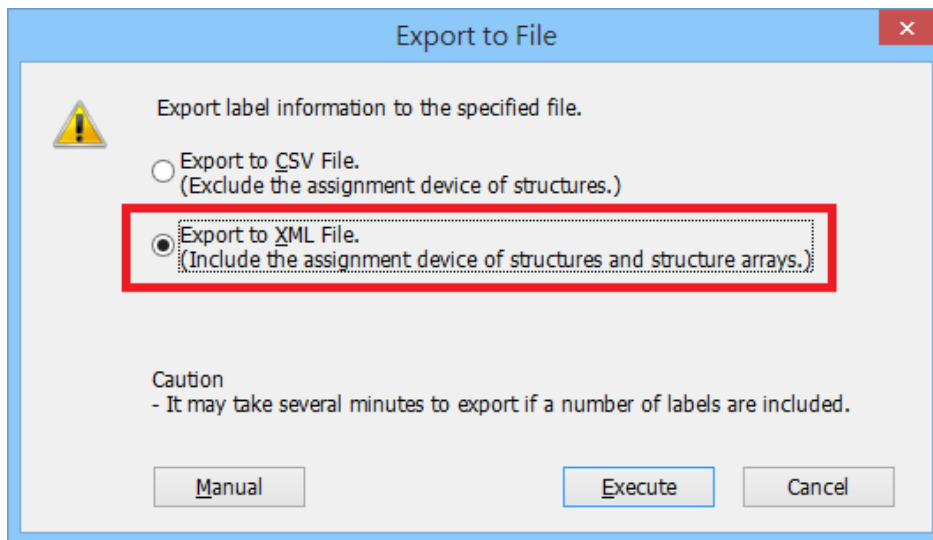 Export to File
Export label information to the specified file.
Export to CSV File.
(Exclude the assignment device of structures.)
Export to XML File.
(Include the assignment device of structures and structure arrays.)
Caution
- It may take several minutes to export if a number of labels are included.
Manual
Execute
Cancel